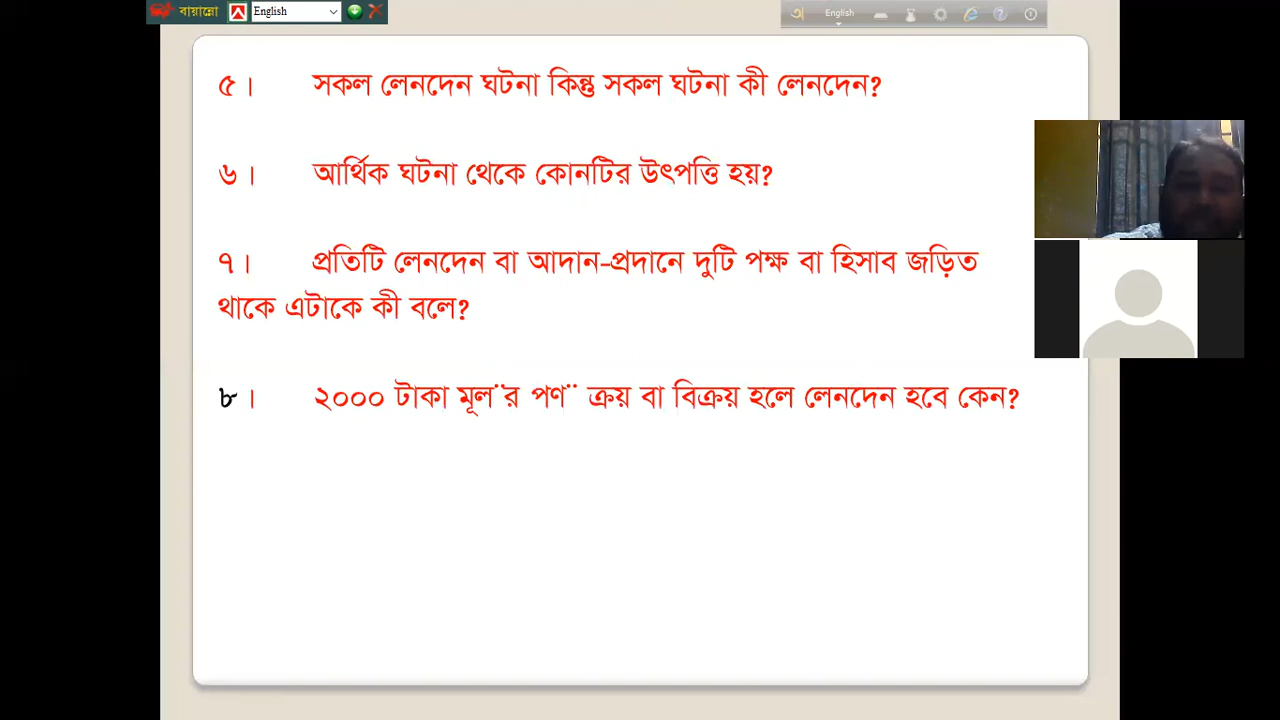 বায়ান্নো English অ English
৫। সকল লেনদেন ঘটনা কিন্তু সকল ঘটনা কী লেনদেন?
৬। আর্থিক ঘটনা থেকে কোনটির উৎপত্তি হয়?
৭। প্রতিটি লেনদেন বা আদান-প্রদানে দুটি পক্ষ বা হিসাব জড়িত
থাকে এটাকে কী বলে?
৮। ২০০০ টাকা মূল¨র পণ¨ ক্রয় বা বিক্রয় হলে লেনদেন হবে কেন?